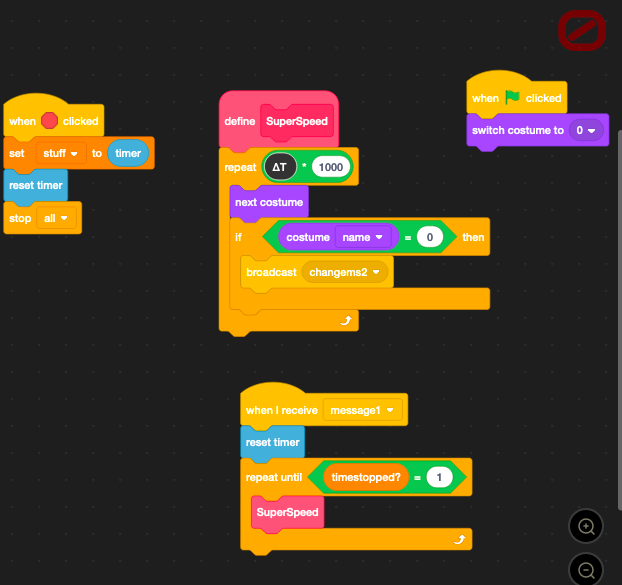 when clicked
set stuff to timer
reset timer
stop all
define SuperSpeed
repeat ΔT * 1000
next costume
if costume name = 0 then
broadcast changems2
when clicked
switch costume to 0
when I receive message1
reset timer
repeat until timestopped? = 1
SuperSpeed